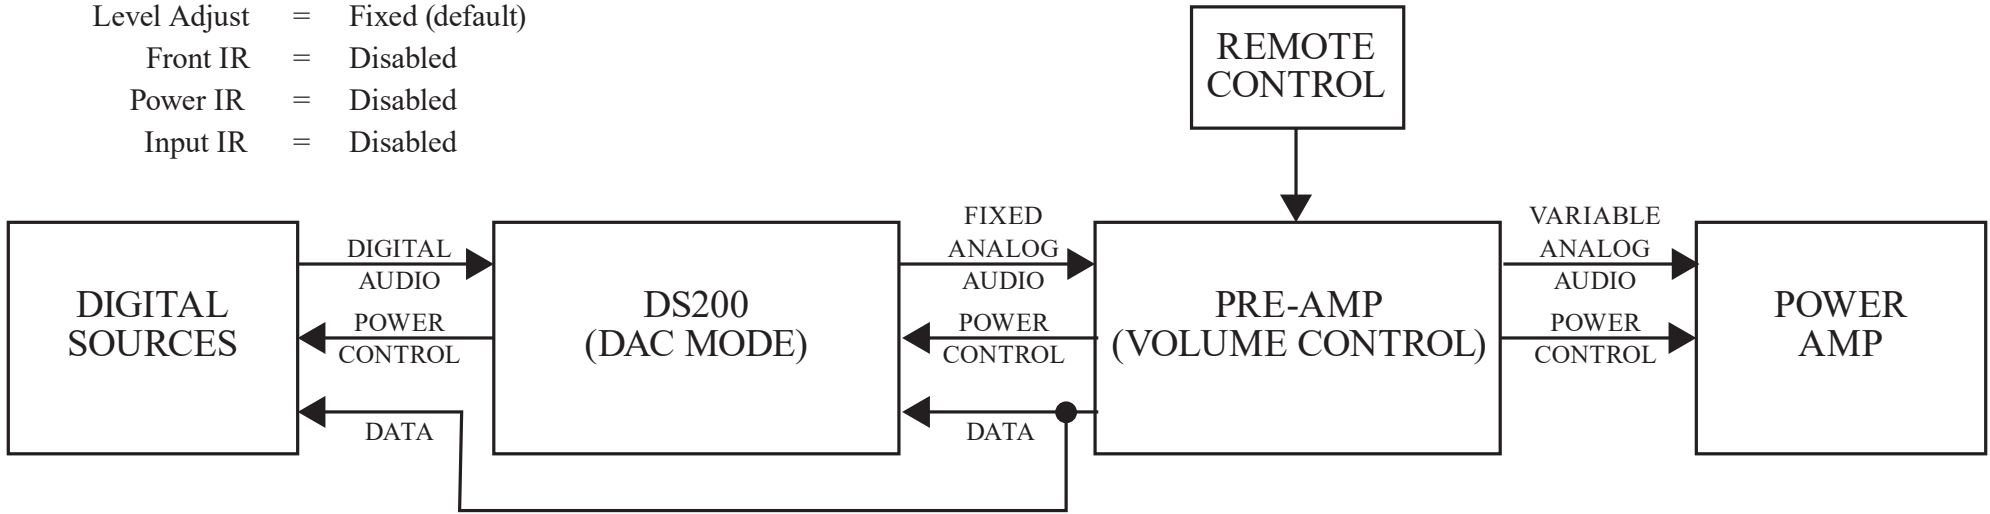 Level Adjust = Fixed (default)
Front IR = Disabled
Power IR = Disabled
Input IR = Disabled
REMOTE
CONTROL
DIGITAL
SOURCES
DIGITAL
AUDIO
POWER
CONTROL
DATA
DS200
(DAC MODE)
FIXED
ANALOG
AUDIO
POWER
CONTROL
DATA
PRE-AMP
(VOLUME CONTROL)
VARIABLE
ANALOG
AUDIO
POWER
CONTROL
POWER
AMP